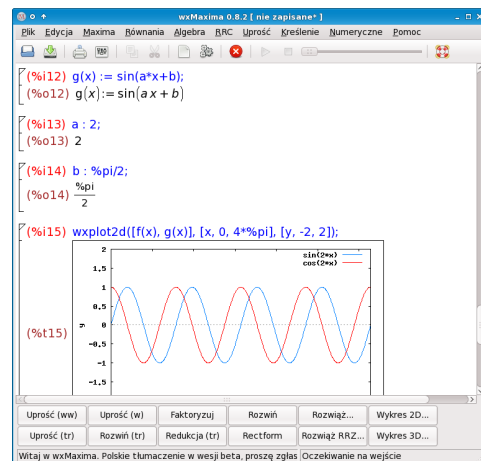 wxMaxima 0.8.2 [ nie zapisane* ]
Plik Edycja Maxima Równania Algebra RRC Uprość Kreślenie Numeryczne Pomoc
(%i12) g(x) := sin(a*x+b);
(%o12) g(x):=sin(a x+b)
(%i13) a : 2;
(%o13) 2
(%i14) b : %pi/2;
(%o14) %pi
2
(%i15) wxplot2d([f(x), g(x)], [x, 0, 4*%pi], [y, -2, 2]);
(%t15)
2
sin(2*x)
1,5
cos(2*x)
1
0,5
y 0
-0,5
-1
-1,5
Uprość (ww) Uprość (w) Faktoryzuj Rozwiń Rozwiąż... Wykres 2D...
Uprość (tr) Rozwiń (tr) Redukcja (tr) Rectform Rozwiąż RRZ... Wykres 3D...
Witaj w wxMaxima. Polskie tłumaczenie w wesji beta, proszę zgłas Oczekiwanie na wejście